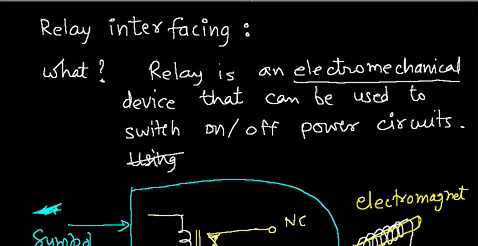 Relay interfacing :
What? Relay is an electromechanical
device that can be used to
switch on/off power circuits.
Using
electromagnet
NC
Symbol